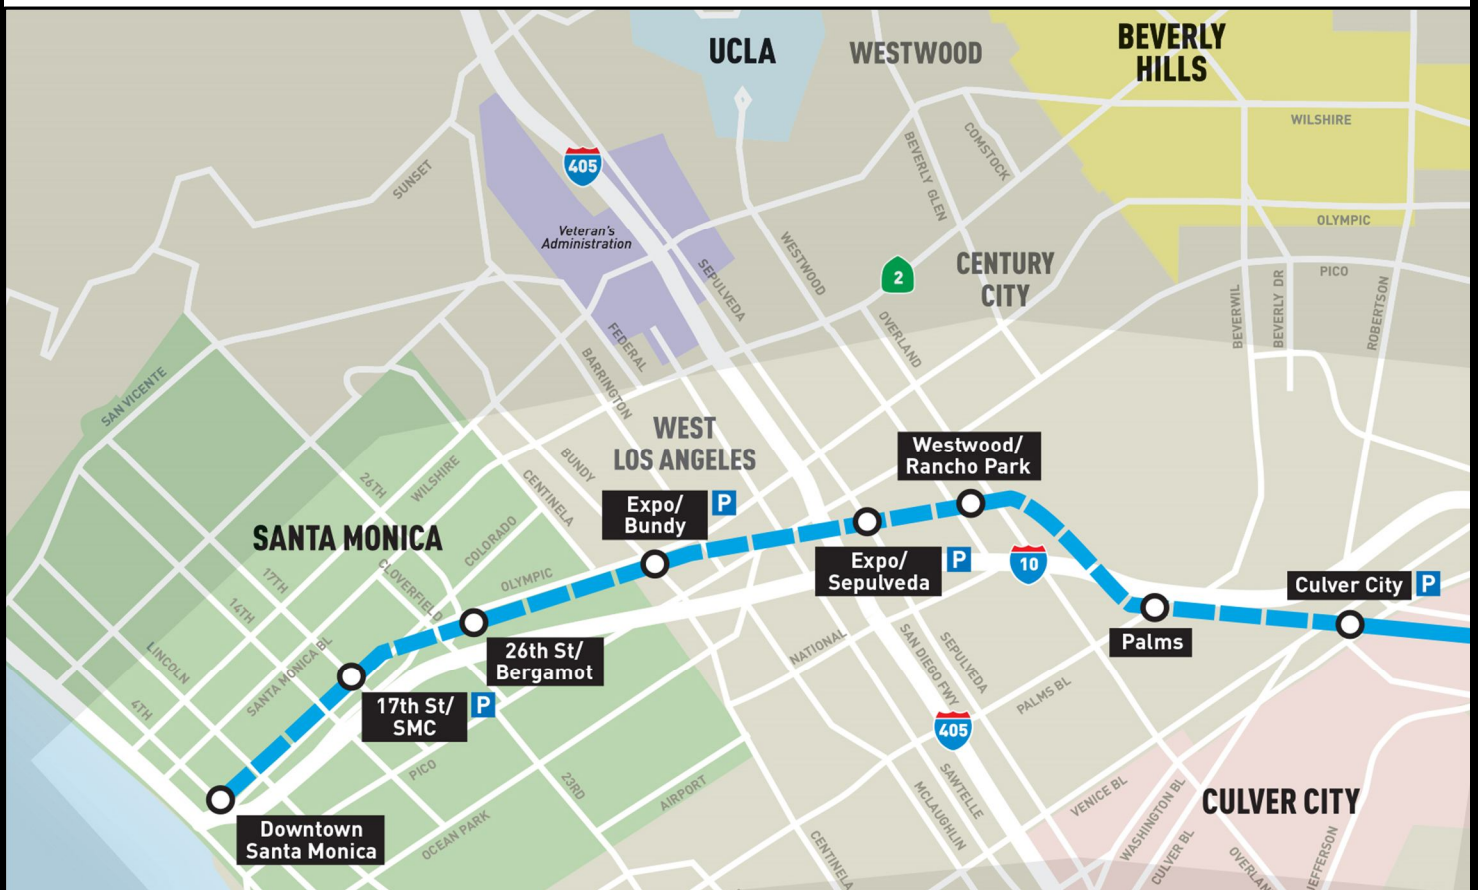 UCLA
WESTWOOD
BEVERLY
HILLS
WILSHIRE
COMSTOCK
BEVERLY GLEN
405
SUNSET
Veteran's
Administration
OLYMPIC
WESTWOOD
SEPULVEDA
2
CENTURY
CITY
PICO
BEVERWIL
BEVERLY DR
ROBERTSON
OVERLAND
FEDERAL
BARRINGTON
SAN VICENTE
WEST
LOS ANGELES
Westwood/
Rancho Park
BUNDY
WILSHIRE
26TH
CENTINELA
Expo/
Bundy
P
SANTA MONICA
COLORADO
CLOVERFIELD
OLYMPIC
Expo/
Sepulveda
P
10
Culver City
P
17TH
14TH
LINCOLN
4TH
SANTA MONICA BL
26th St/
Bergamot
Palms
NATIONAL
SAN DIEGO FWY
SEPULVEDA
PALMS BL
17th St/
SMC
P
405
PICO
23RD
AIRPORT
OCEAN PARK
SAWTELLE
MCLAUGHLIN
VENICE BL
WASHINGTON BL
CULVER BL
CULVER CITY
Downtown
Santa Monica
CENTINELA
OVERLAN
EFFERSON